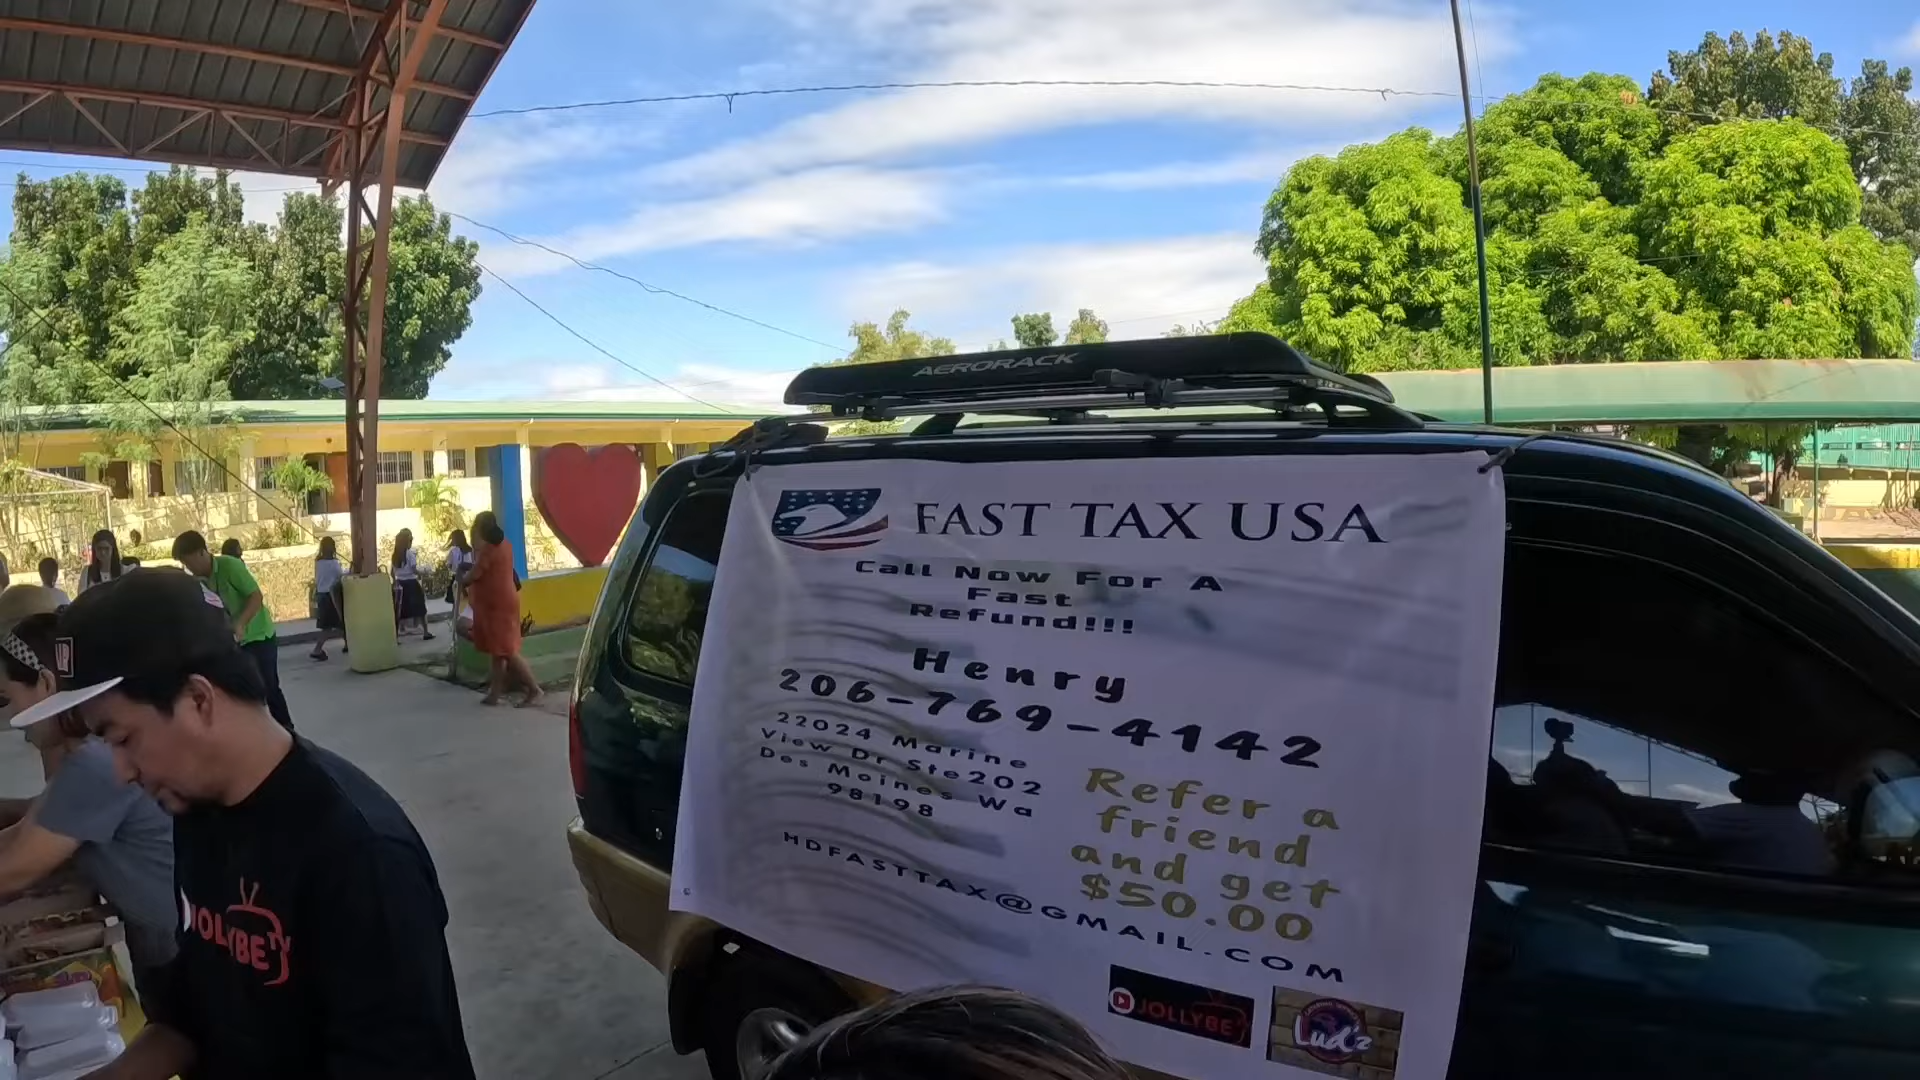 AERORACK
FAST TAX USA
Call Now For A
Fast
Refund!!!
Henry
206-769-4142
22024 Marine
View Dr Ste202
Des Moines Wa
98198
Refer a
friend
and get
$50.00
HDFASTTAX@GMAIL.COM
JOLLYBE
Lud'z
JOLLYBE TV